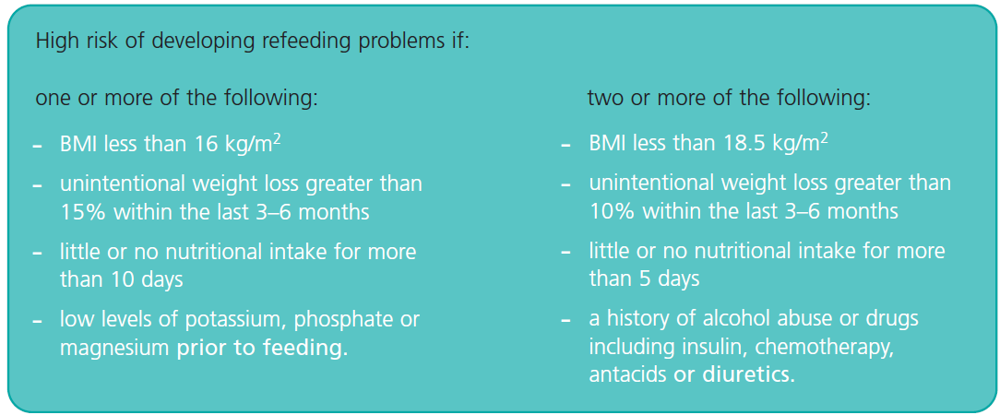 High risk of developing refeeding problems if:
one or more of the following:
– BMI less than 16 kg/m²
– unintentional weight loss greater than
15% within the last 3–6 months
– little or no nutritional intake for more
than 10 days
– low levels of potassium, phosphate or
magnesium prior to feeding.
two or more of the following:
– BMI less than 18.5 kg/m²
– unintentional weight loss greater than
10% within the last 3–6 months
– little or no nutritional intake for more
than 5 days
– a history of alcohol abuse or drugs
including insulin, chemotherapy,
antacids or diuretics.